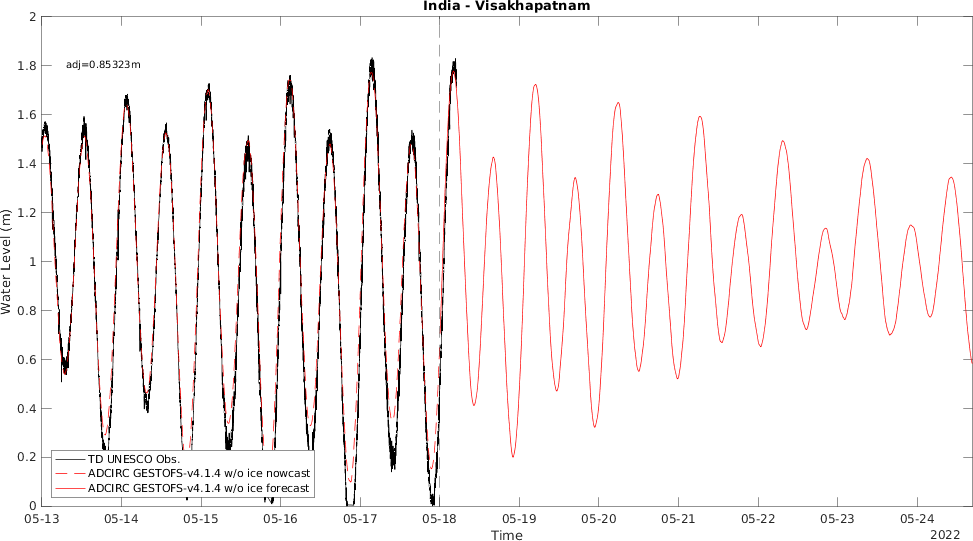 India - Visakhapatnam
adj=0.85323m
Water Level (m)
2
1.8
1.6
1.4
1.2
1
0.8
0.6
0.4
0.2
0
TD UNESCO Obs.
ADCIRC GESTOFS-v4.1.4 w/o ice nowcast
ADCIRC GESTOFS-v4.1.4 w/o ice forecast
05-13 05-14 05-15 05-16 05-17 05-18 05-19 05-20 05-21 05-22 05-23 05-24
2022
Time